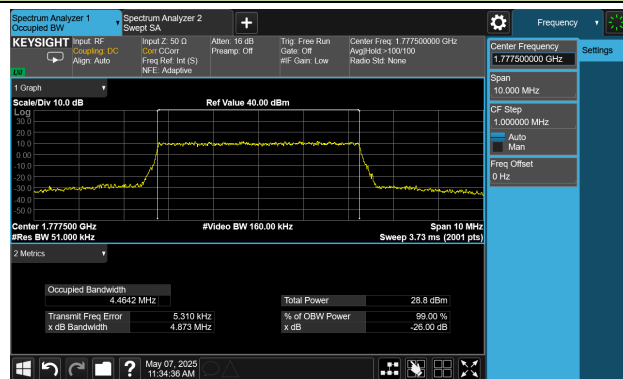 Spectrum Analyzer 1
Occupied BW
Spectrum Analyzer 2
Swept SA
Frequency
KEYSIGHT
Input: RF
Coupling: DC
Align: Auto
Input Z: 50 Ω
Corr CCorr
Freq Ref: Int (S)
NFE: Adaptive
Atten: 16 dB
Preamp: Off
Trig: Free Run
Gate: Off
#IF Gain: Low
Center Freq: 1.777500000 GHz
Avg|Hold:>100/100
Radio Std: None
Center Frequency
1.777500000 GHz
Settings
Span
10.000 MHz
CF Step
1.000000 MHz
Auto
Man
Freq Offset
0 Hz
1 Graph
Scale/Div 10.0 dB
Ref Value 40.00 dBm
Log
30.0
20.0
10.0
0.00
-10.0
-20.0
-30.0
-40.0
-50.0
Center 1.777500 GHz
#Video BW 160.00 kHz
Span 10 MHz
#Res BW 51.000 kHz
Sweep 3.73 ms (2001 pts)
2 Metrics
Occupied Bandwidth
4.4642 MHz
Total Power 28.8 dBm
Transmit Freq Error 5.310 kHz
% of OBW Power 99.00 %
x dB Bandwidth 4.873 MHz
x dB -26.00 dB
?
May 07, 2025
11:34:36 AM